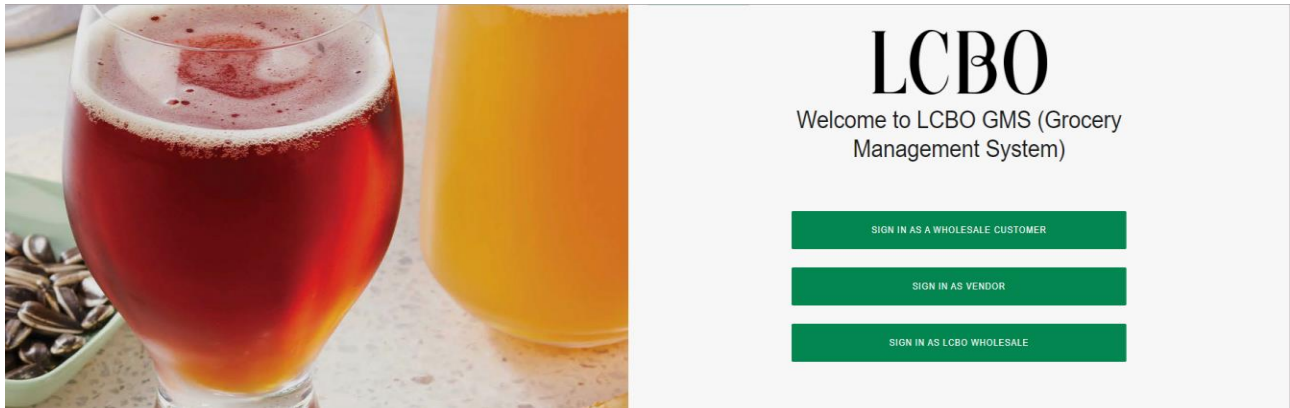 LCBO
Welcome to LCBO GMS (Grocery
Management System)
SIGN IN AS A WHOLESALE CUSTOMER
SIGN IN AS VENDOR
SIGN IN AS LCBO WHOLESALE